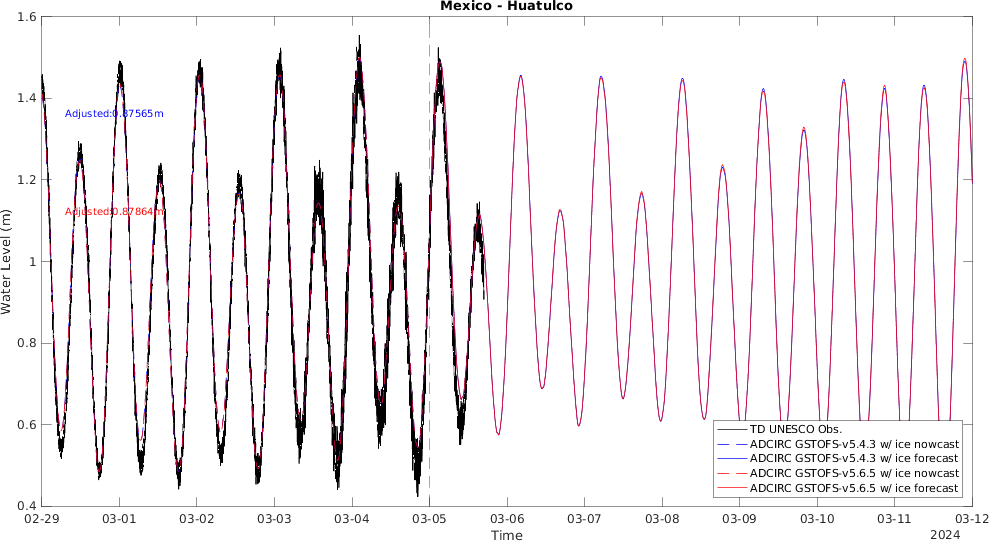 Mexico - Huatulco
1.6
1.4
1.2
1
0.8
0.6
0.4
Water Level (m)
Adjusted:0.87565m
Adjusted:0.87864m
TD UNESCO Obs.
ADCIRC GSTOFS-v5.4.3 w/ ice nowcast
ADCIRC GSTOFS-v5.4.3 w/ ice forecast
ADCIRC GSTOFS-v5.6.5 w/ ice nowcast
ADCIRC GSTOFS-v5.6.5 w/ ice forecast
02-29 03-01 03-02 03-03 03-04 03-05 03-06 03-07 03-08 03-09 03-10 03-11 03-12
Time
2024